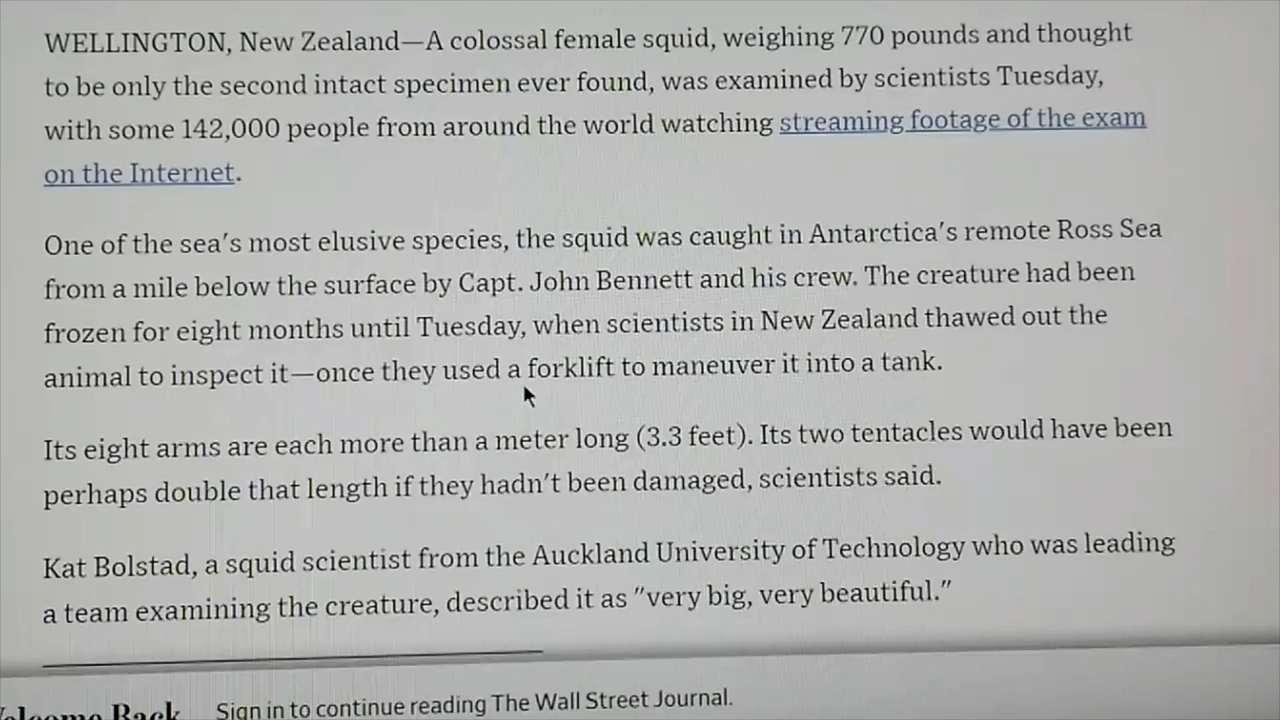 WELLINGTON, New Zealand—A colossal female squid, weighing 770 pounds and thought
to be only the second intact specimen ever found, was examined by scientists Tuesday,
with some 142,000 people from around the world watching streaming footage of the exam
on the Internet.
One of the sea's most elusive species, the squid was caught in Antarctica's remote Ross Sea
from a mile below the surface by Capt. John Bennett and his crew. The creature had been
frozen for eight months until Tuesday, when scientists in New Zealand thawed out the
animal to inspect it—once they used a forklift to maneuver it into a tank.
Its eight arms are each more than a meter long (3.3 feet). Its two tentacles would have been
perhaps double that length if they hadn't been damaged, scientists said.
Kat Bolstad, a squid scientist from the Auckland University of Technology who was leading
a team examining the creature, described it as "very big, very beautiful."
Back Sign in to continue reading The Wall Street Journal.